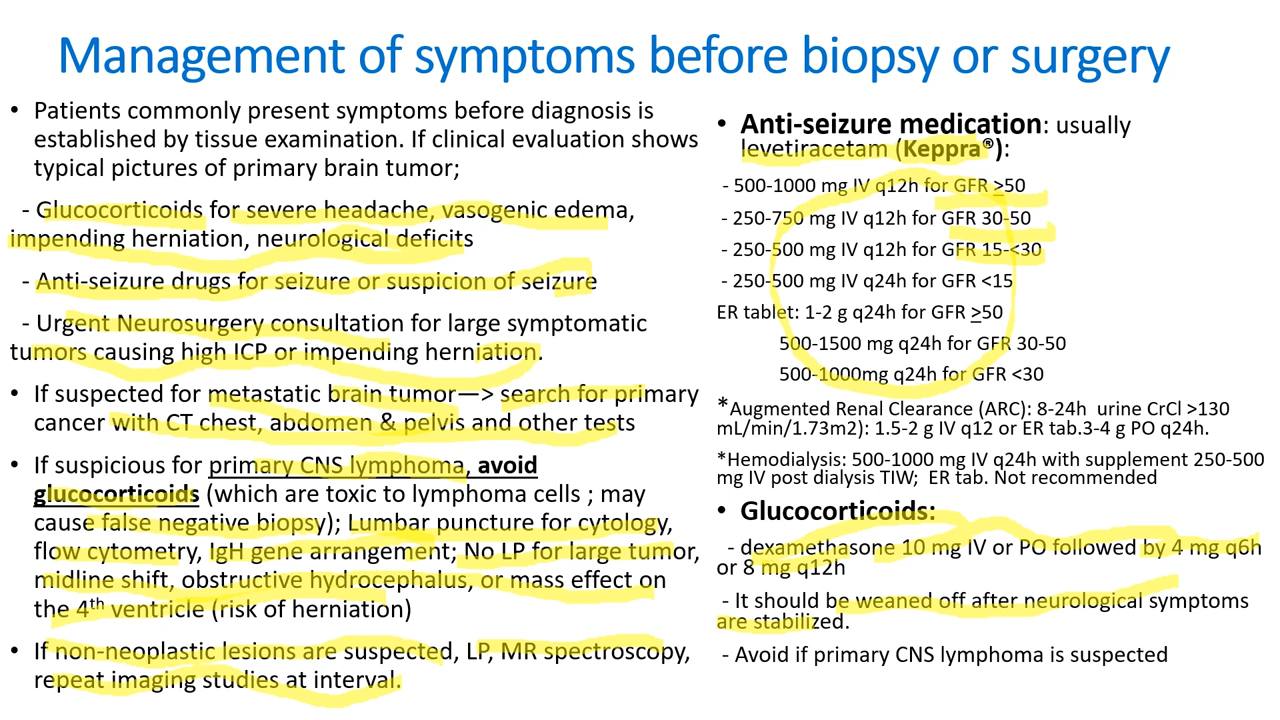 Management of symptoms before biopsy or surgery
• Patients commonly present symptoms before diagnosis is
established by tissue examination. If clinical evaluation shows
typical pictures of primary brain tumor;
- Glucocorticoids for severe headache, vasogenic edema,
impending herniation, neurological deficits
- Anti-seizure drugs for seizure or suspicion of seizure
- Urgent Neurosurgery consultation for large symptomatic
tumors causing high ICP or impending herniation.
• If suspected for metastatic brain tumor—> search for primary
cancer with CT chest, abdomen & pelvis and other tests
• If suspicious for primary CNS lymphoma, avoid
glucocorticoids (which are toxic to lymphoma cells ; may
cause false negative biopsy); Lumbar puncture for cytology,
flow cytometry, IgH gene arrangement; No LP for large tumor,
midline shift, obstructive hydrocephalus, or mass effect on
the 4th ventricle (risk of herniation)
• If non-neoplastic lesions are suspected, LP, MR spectroscopy,
repeat imaging studies at interval.
• Anti-seizure medication: usually
levetiracetam (Keppra®):
- 500-1000 mg IV q12h for GFR >50
- 250-750 mg IV q12h for GFR 30-50
- 250-500 mg IV q12h for GFR 15-<30
- 250-500 mg IV q24h for GFR <15
ER tablet: 1-2 g q24h for GFR ≥50
500-1500 mg q24h for GFR 30-50
500-1000mg q24h for GFR <30
*Augmented Renal Clearance (ARC): 8-24h urine CrCl >130
mL/min/1.73m2): 1.5-2 g IV q12 or ER tab.3-4 g PO q24h.
*Hemodialysis: 500-1000 mg IV q24h with supplement 250-500
mg IV post dialysis TIW; ER tab. Not recommended
• Glucocorticoids:
- dexamethasone 10 mg IV or PO followed by 4 mg q6h
or 8 mg q12h
- It should be weaned off after neurological symptoms
are stabilized.
- Avoid if primary CNS lymphoma is suspected